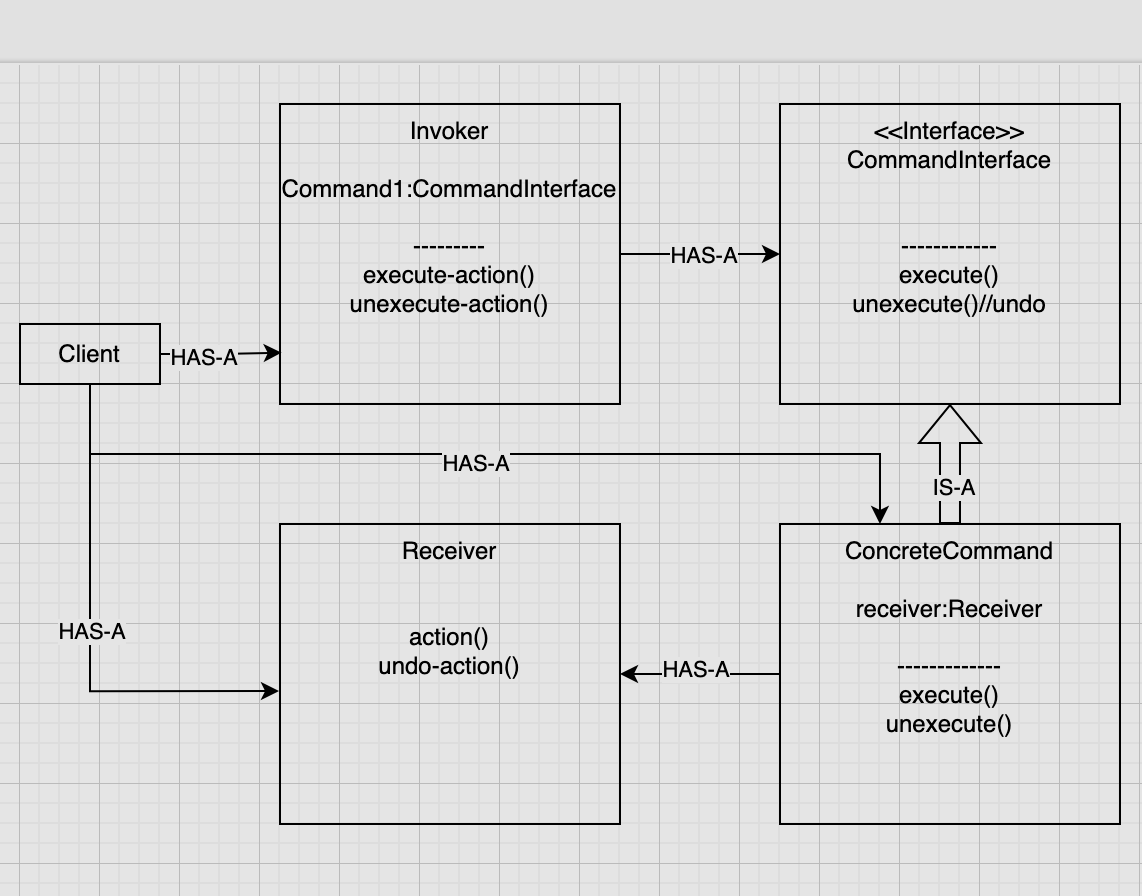 Invoker
Command1:CommandInterface
---------
execute-action()
unexecute-action()
<<Interface>>
CommandInterface
------------
execute()
unexecute()//undo
HAS-A
Client
HAS-A
HAS-A
IS-A
HAS-A
Receiver
action()
undo-action()
HAS-A
ConcreteCommand
receiver:Receiver
-------------
execute()
unexecute()